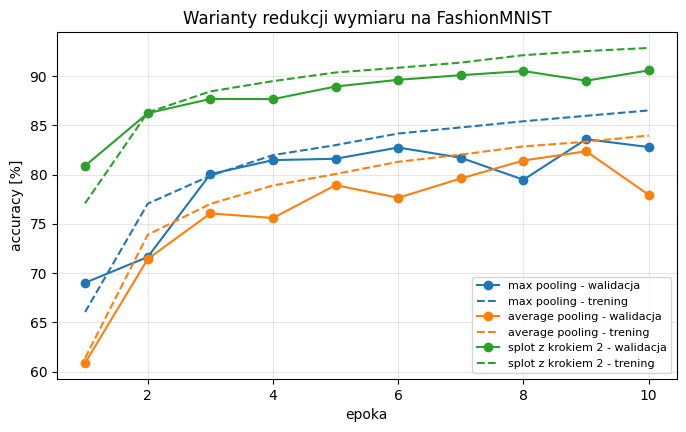 Warianty redukcji wymiaru na FashionMNIST
accuracy [%]
90
85
80
75
70
65
60
2
4
6
8
10
epoka
max pooling - walidacja
max pooling - trening
average pooling - walidacja
average pooling - trening
splot z krokiem 2 - walidacja
splot z krokiem 2 - trening